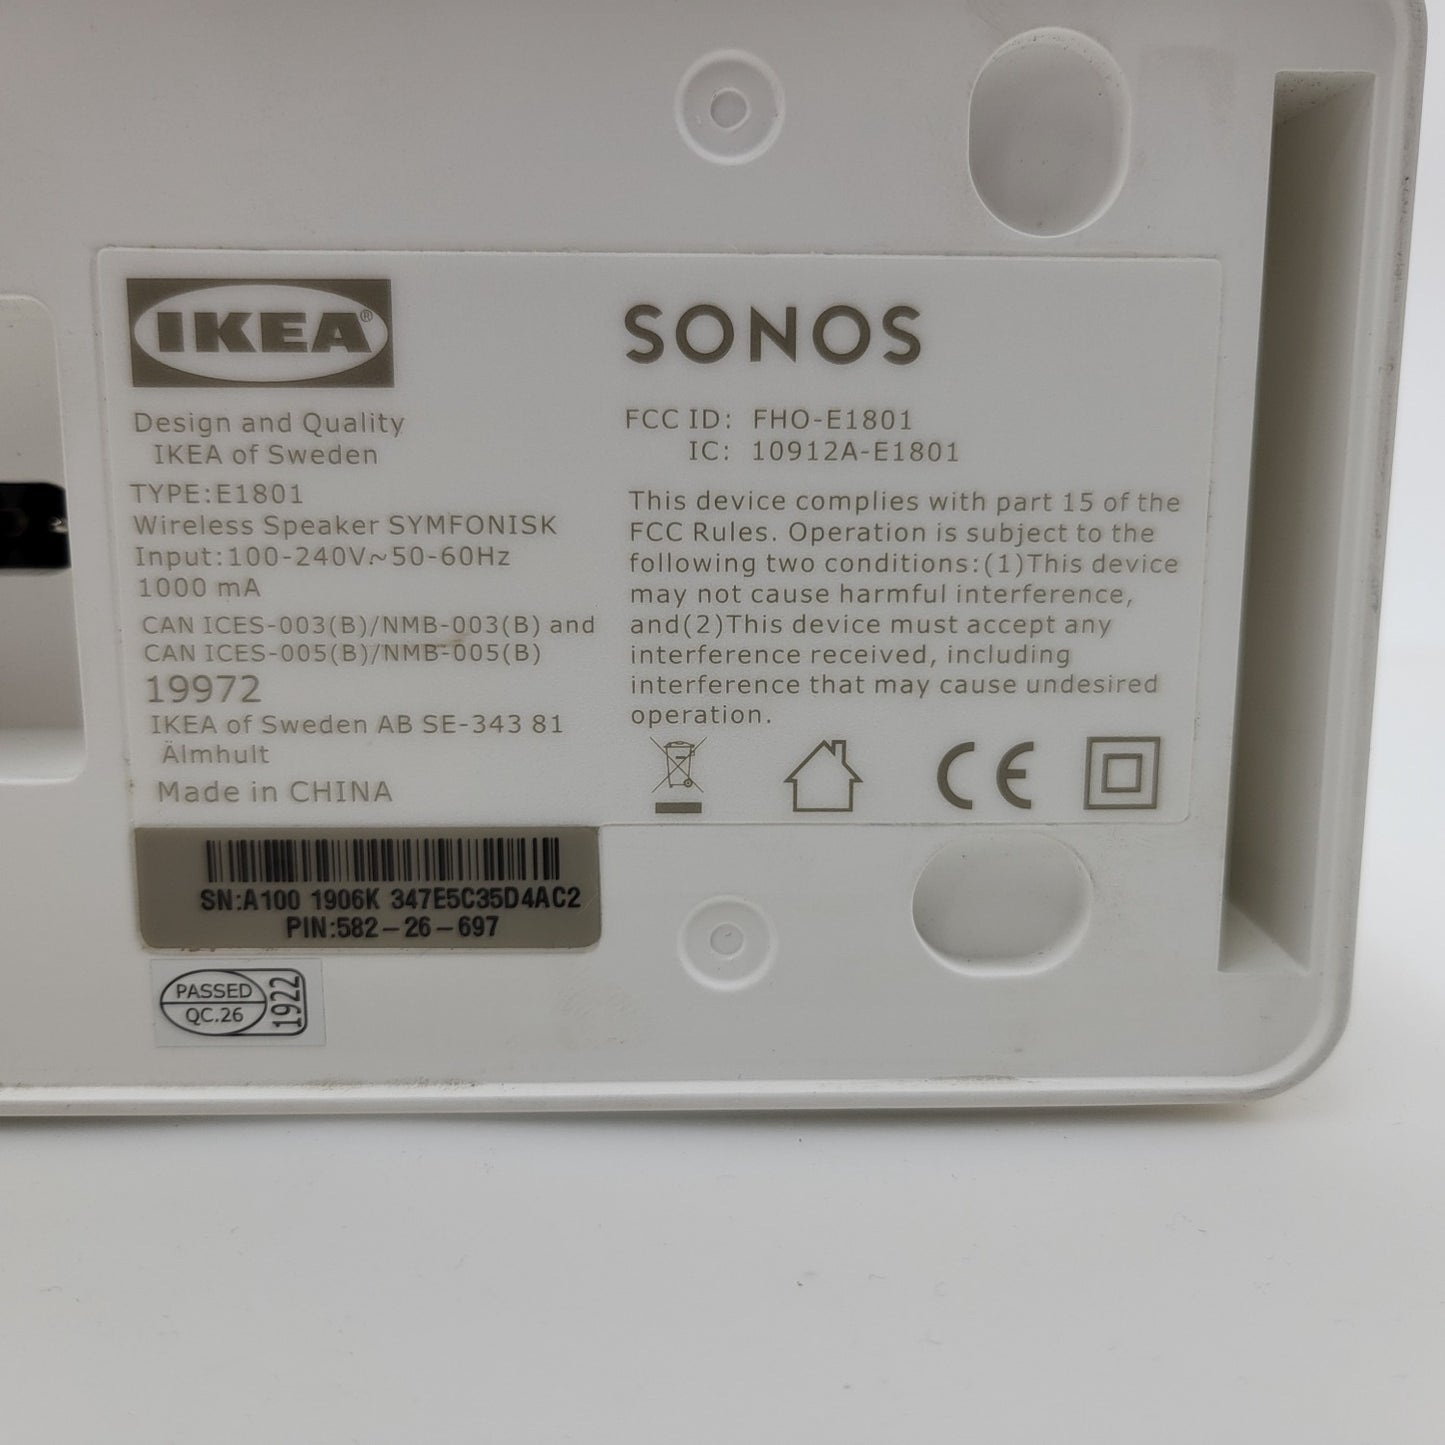 IKEA®
Design and Quality
IKEA of Sweden
TYPE:E1801
Wireless Speaker SYMFONISK
Input:100-240V~50-60Hz
1000 mA
CAN ICES-003(B)/NMB-003(B) and
CAN ICES-005(B)/NMB-005(B)
19972
IKEA of Sweden AB SE-343 81
Älmhult
Made in CHINA
SONOS
FCC ID: FHO-E1801
IC: 10912A-E1801
This device complies with part 15 of the
FCC Rules. Operation is subject to the
following two conditions:(1)This device
may not cause harmful interference,
and(2)This device must accept any
interference received, including
interference that may cause undesired
operation.
CE
SN:A100 1906K 347E5C35D4AC2
PIN:582-26-697
PASSED
QC.26
1922